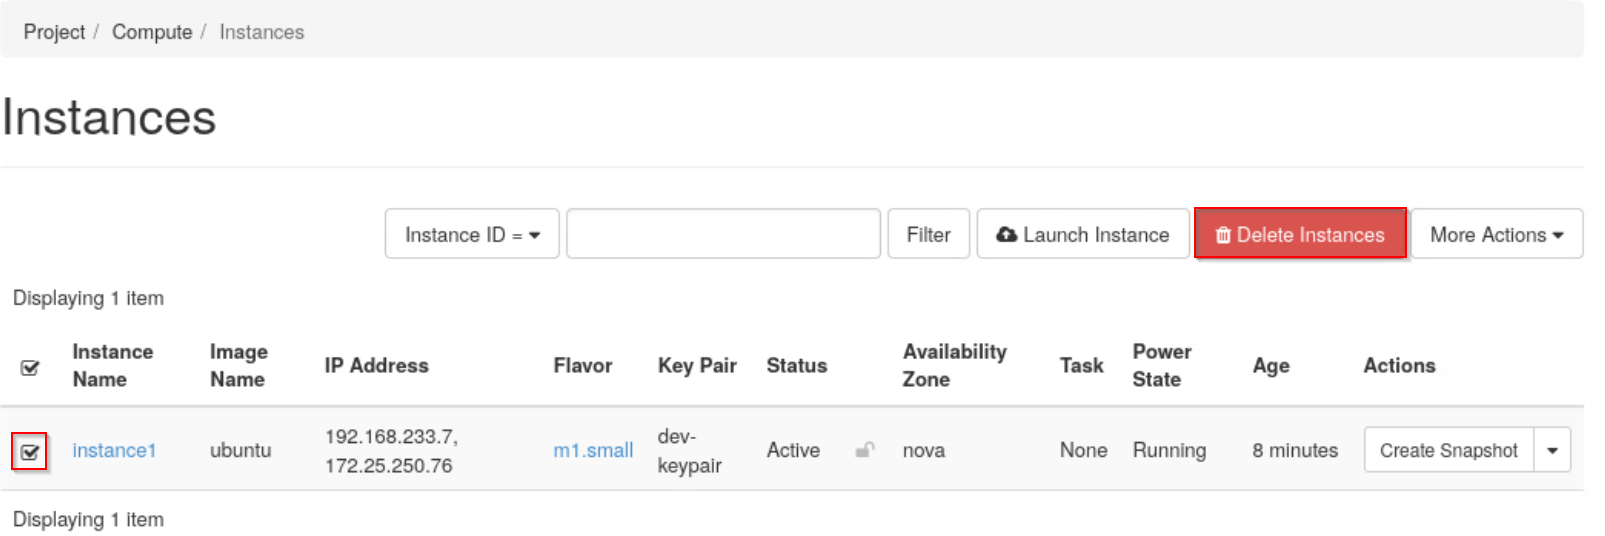 Project / Compute / Instances
Instances
Instance ID = Filter Launch Instance Delete Instances More Actions
Displaying 1 item
Instance Name Image Name IP Address Flavor Key Pair Status Availability Zone Task Power State Age Actions
instance1 ubuntu 192.168.233.7, 172.25.250.76 m1.small dev-keypair Active nova None Running 8 minutes Create Snapshot
Displaying 1 item